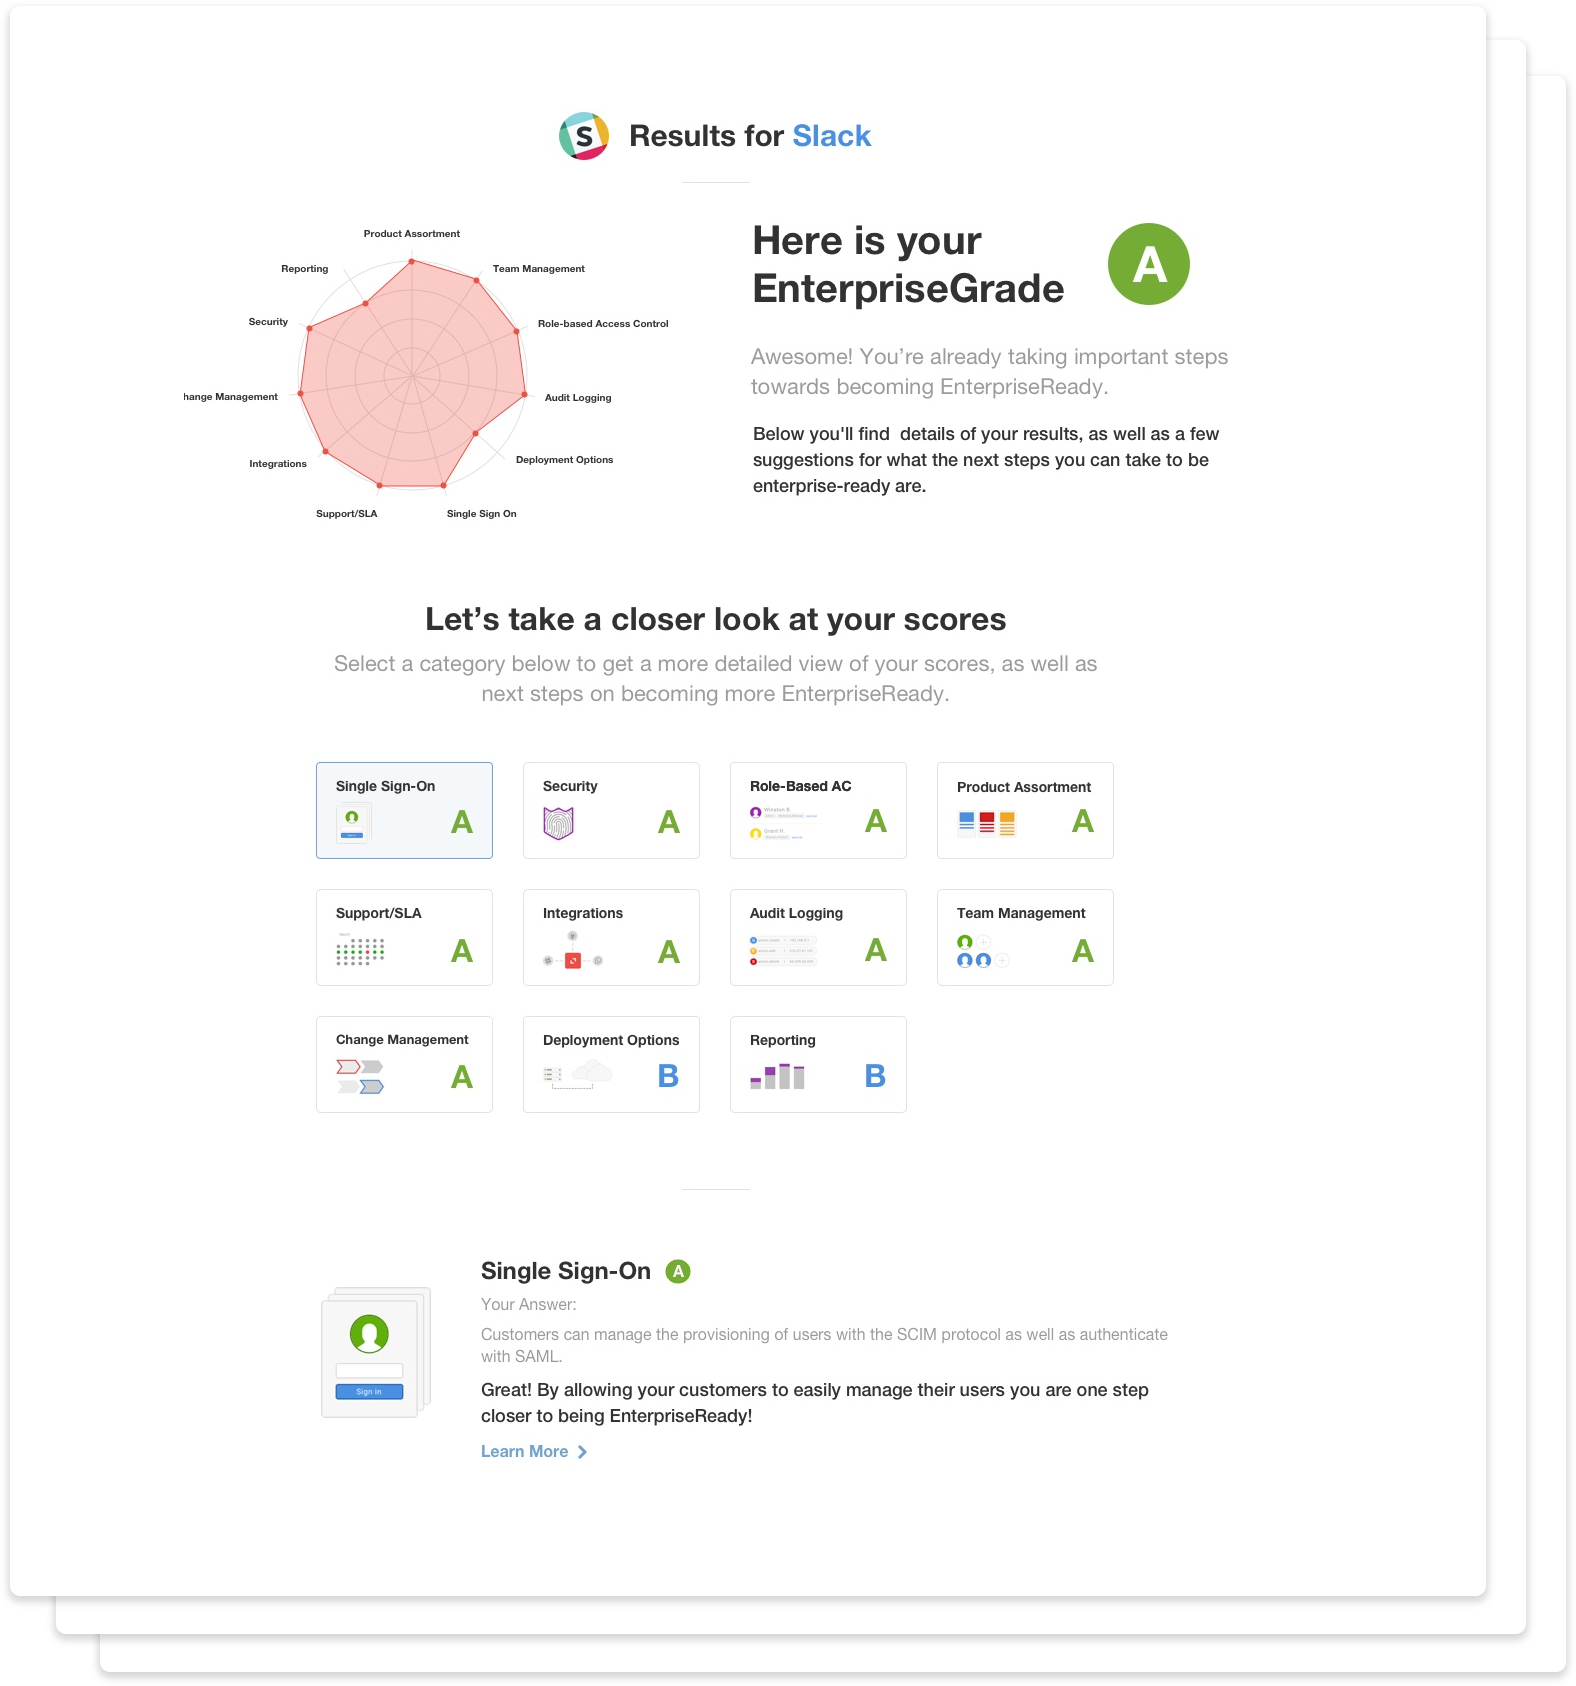 S
Results for Slack
Product Assortment
Reporting
Team Management
Security
Role-based Access Control
hange Management
Audit Logging
Integrations
Deployment Options
Support/SLA
Single Sign On
Here is your
EnterpriseGrade
A
Awesome! You’re already taking important steps
towards becoming EnterpriseReady.
Below you'll find  details of your results, as well as a few
suggestions for what the next steps you can take to be
enterprise-ready are.
Let’s take a closer look at your scores
Select a category below to get a more detailed view of your scores, as well as
next steps on becoming more EnterpriseReady.
Single Sign-On
A
Security
A
Role-Based AC
Winston B.
Grant H.
A
Product Assortment
A
Support/SLA
A
Integrations
A
Audit Logging
A
Team Management
A
Change Management
A
Deployment Options
B
Reporting
B
Single Sign-On A
Your Answer:
Customers can manage the provisioning of users with the SCIM protocol as well as authenticate
with SAML.
Great! By allowing your customers to easily manage their users you are one step
closer to being EnterpriseReady!
Learn More
Sign in